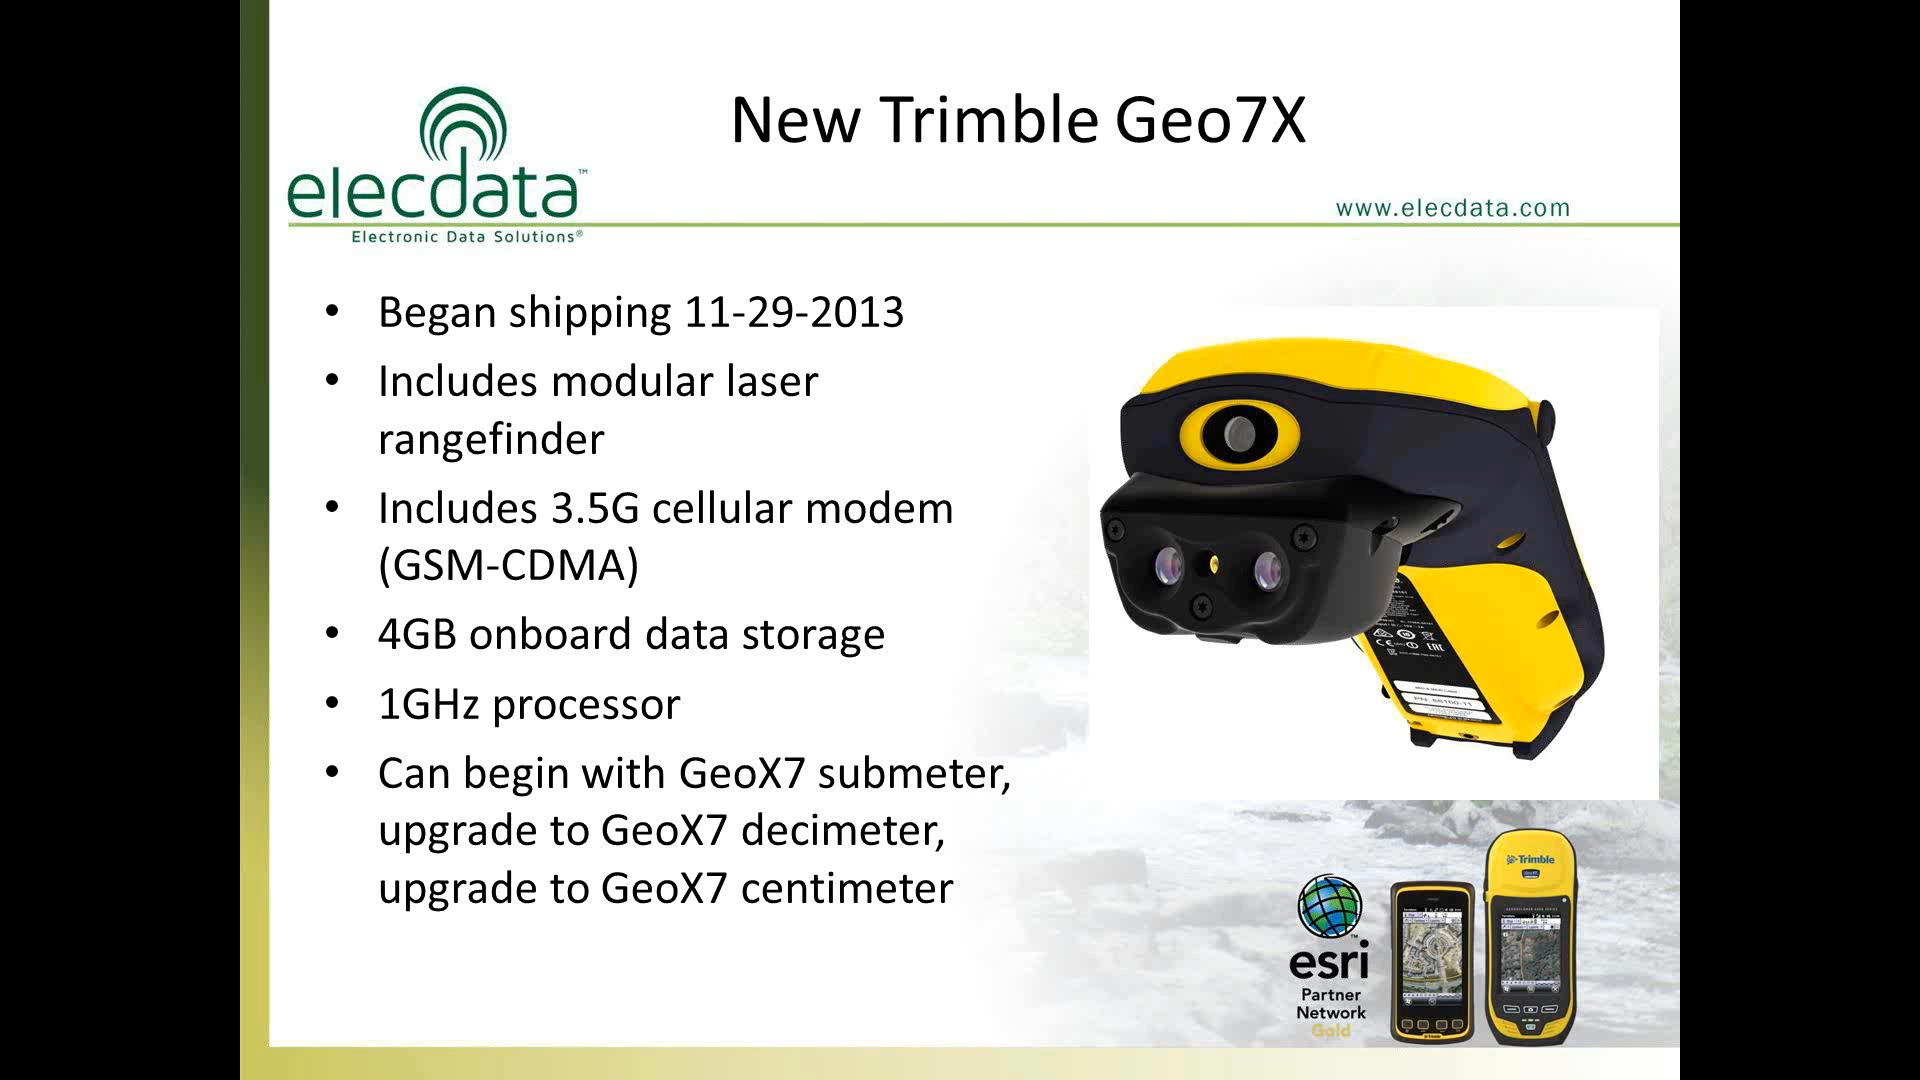 New Trimble Geo7X
elecdata™
Electronic Data Solutions®
www.elecdata.com
• Began shipping 11-29-2013
• Includes modular laser
rangefinder
• Includes 3.5G cellular modem
(GSM-CDMA)
• 4GB onboard data storage
• 1GHz processor
• Can begin with GeoX7 submeter,
upgrade to GeoX7 decimeter,
upgrade to GeoX7 centimeter
esri™
Partner
Network
Gold
Trimble